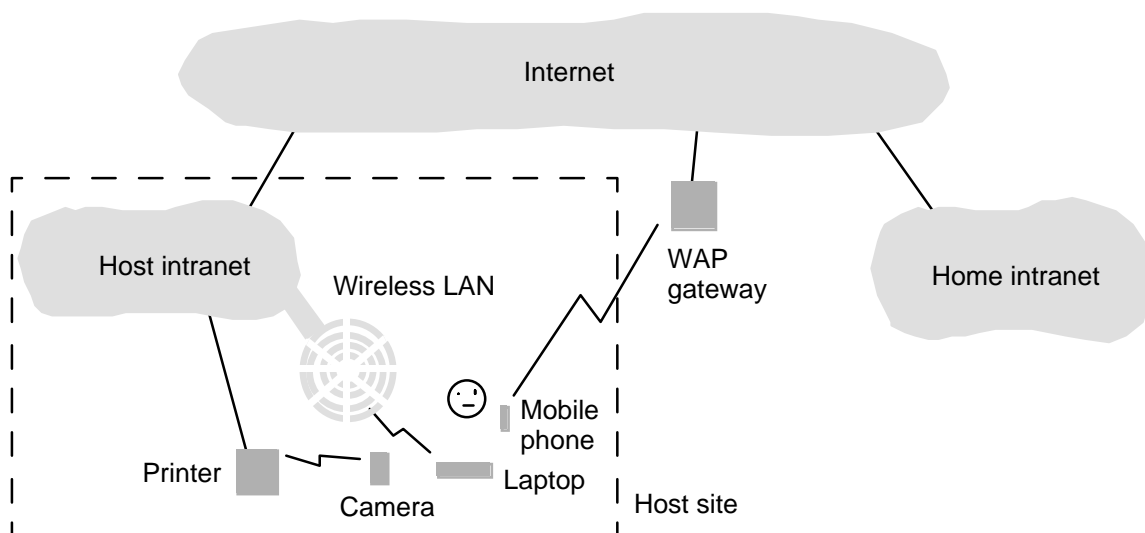 Internet
Host intranet
Wireless LAN
WAP
gateway
Home intranet
Mobile
phone
Printer
Camera
Laptop
Host site